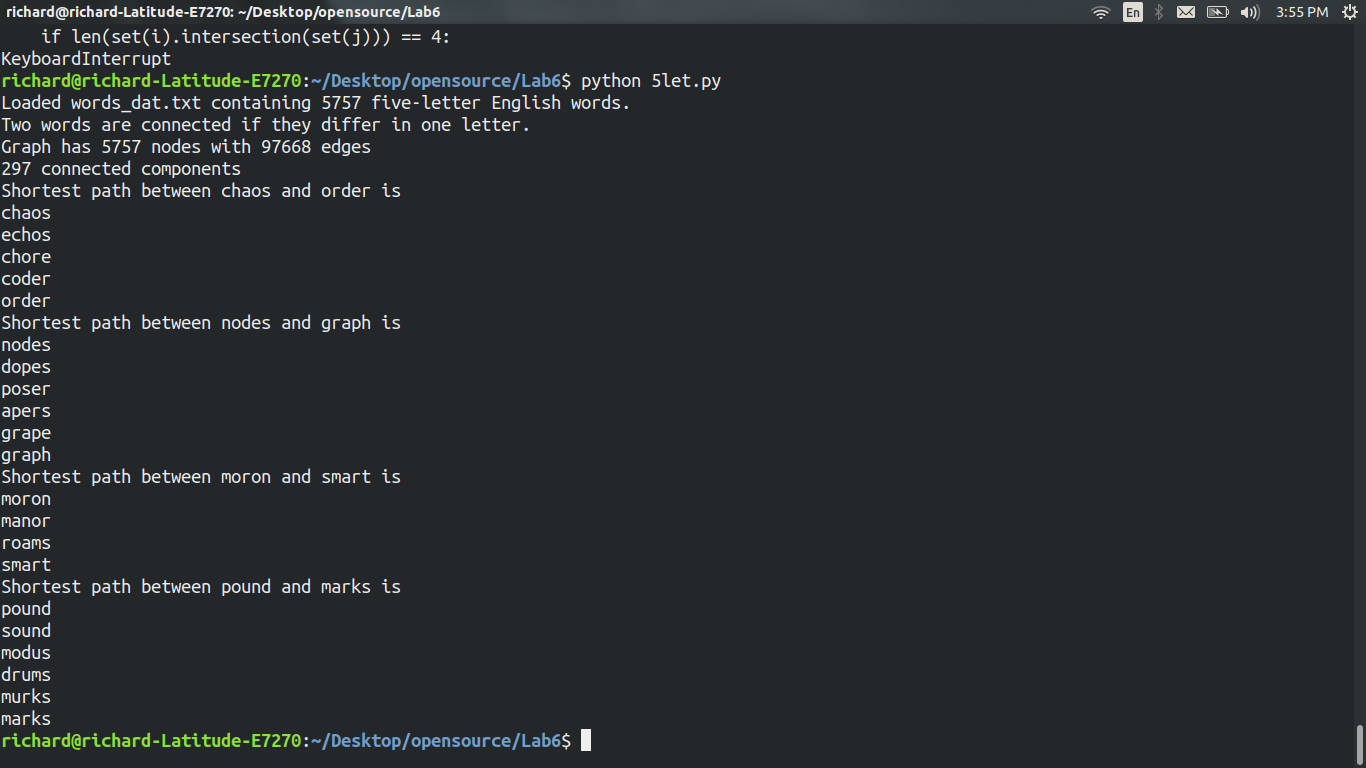 richard@richard-Latitude-E7270: ~/Desktop/opensource/Lab6 En 3:55 PM
    if len(set(i).intersection(set(j))) == 4:
KeyboardInterrupt
richard@richard-Latitude-E7270:~/Desktop/opensource/Lab6$ python 5let.py
Loaded words_dat.txt containing 5757 five-letter English words.
Two words are connected if they differ in one letter.
Graph has 5757 nodes with 97668 edges
297 connected components
Shortest path between chaos and order is
chaos
echos
chore
coder
order
Shortest path between nodes and graph is
nodes
dopes
poser
apers
grape
graph
Shortest path between moron and smart is
moron
manor
roams
smart
Shortest path between pound and marks is
pound
sound
modus
drums
murks
marks
richard@richard-Latitude-E7270:~/Desktop/opensource/Lab6$